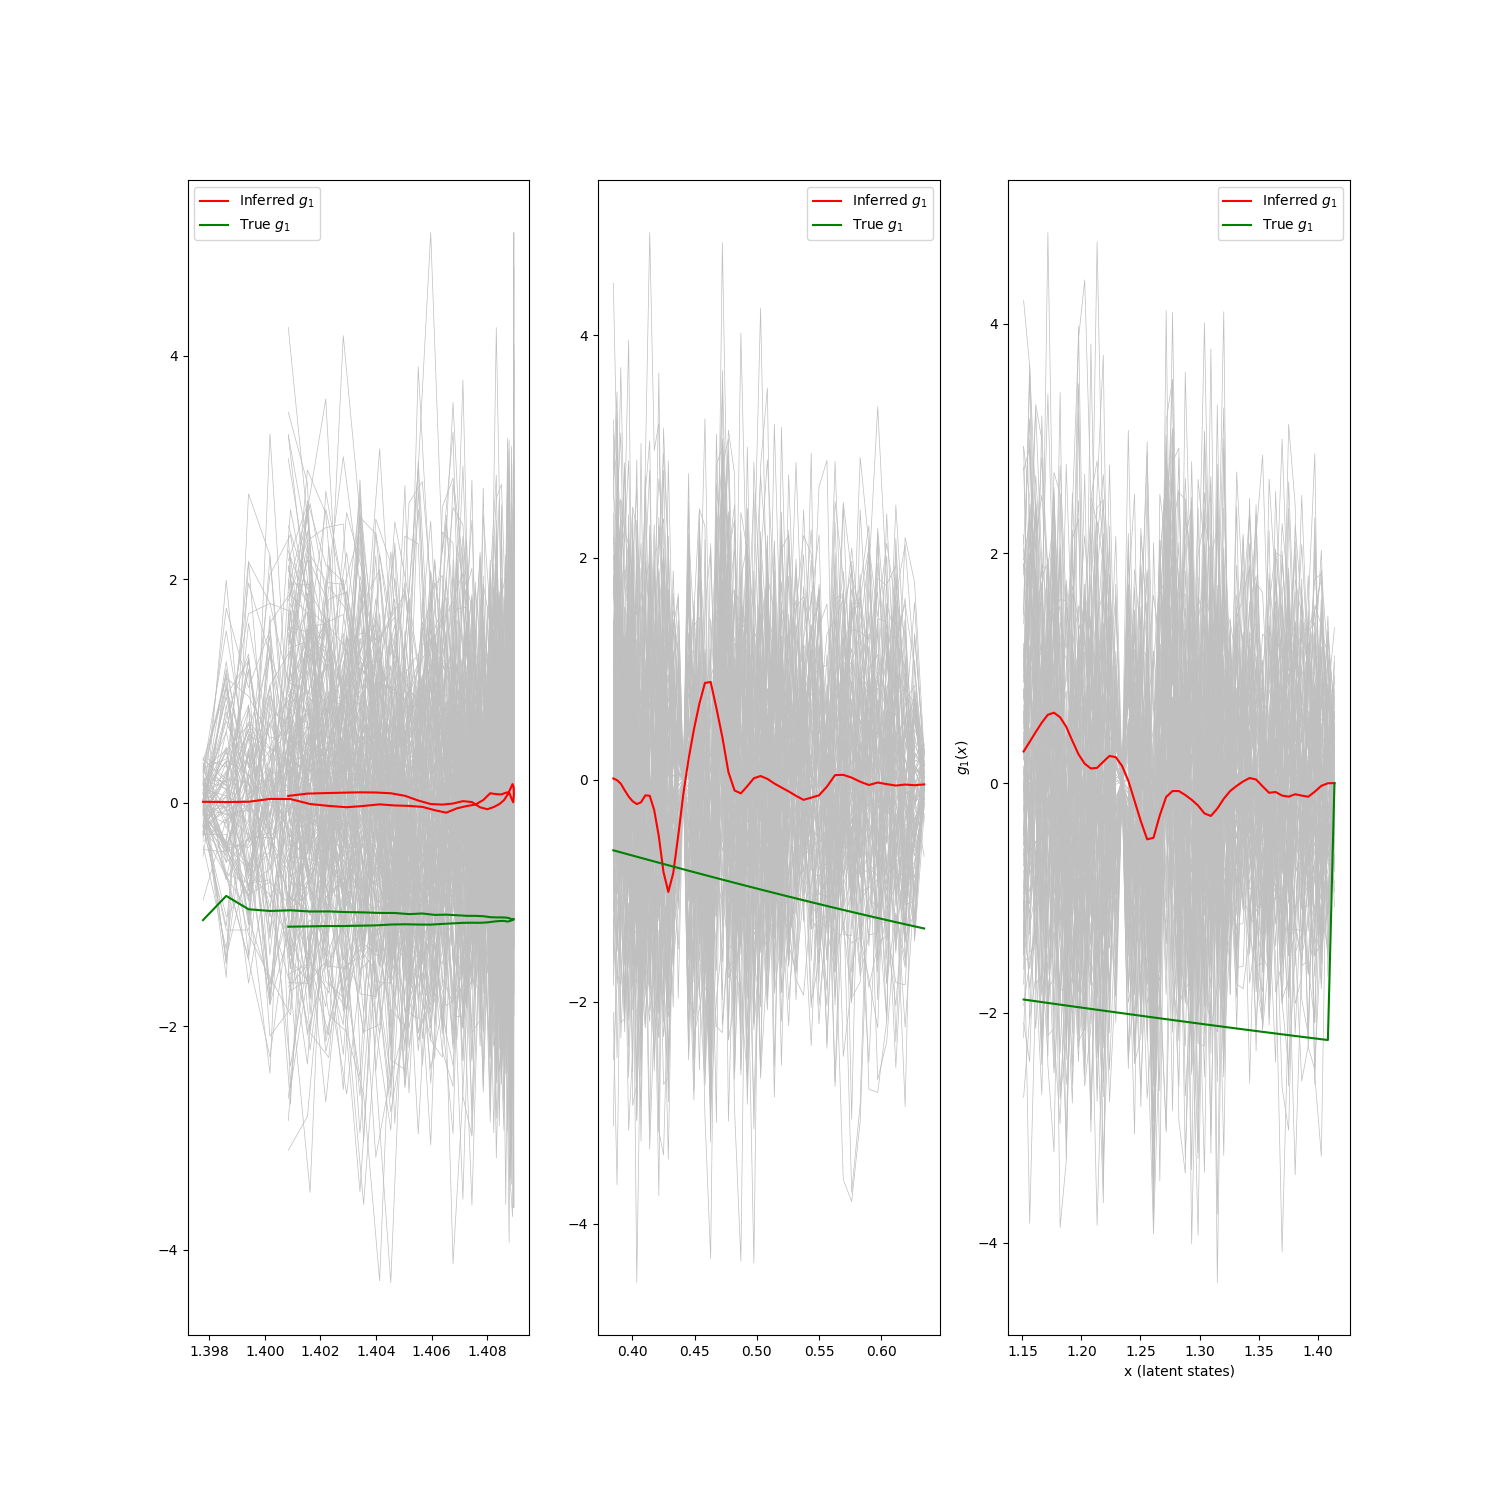 Inferred g₁
True g₁
4
2
0
−2
−4
1.398 1.400 1.402 1.404 1.406 1.408
Inferred g₁
True g₁
4
2
0
−2
−4
0.40 0.45 0.50 0.55 0.60
Inferred g₁
True g₁
g₁(x)
4
2
0
−2
−4
1.15 1.20 1.25 1.30 1.35 1.40
x (latent states)